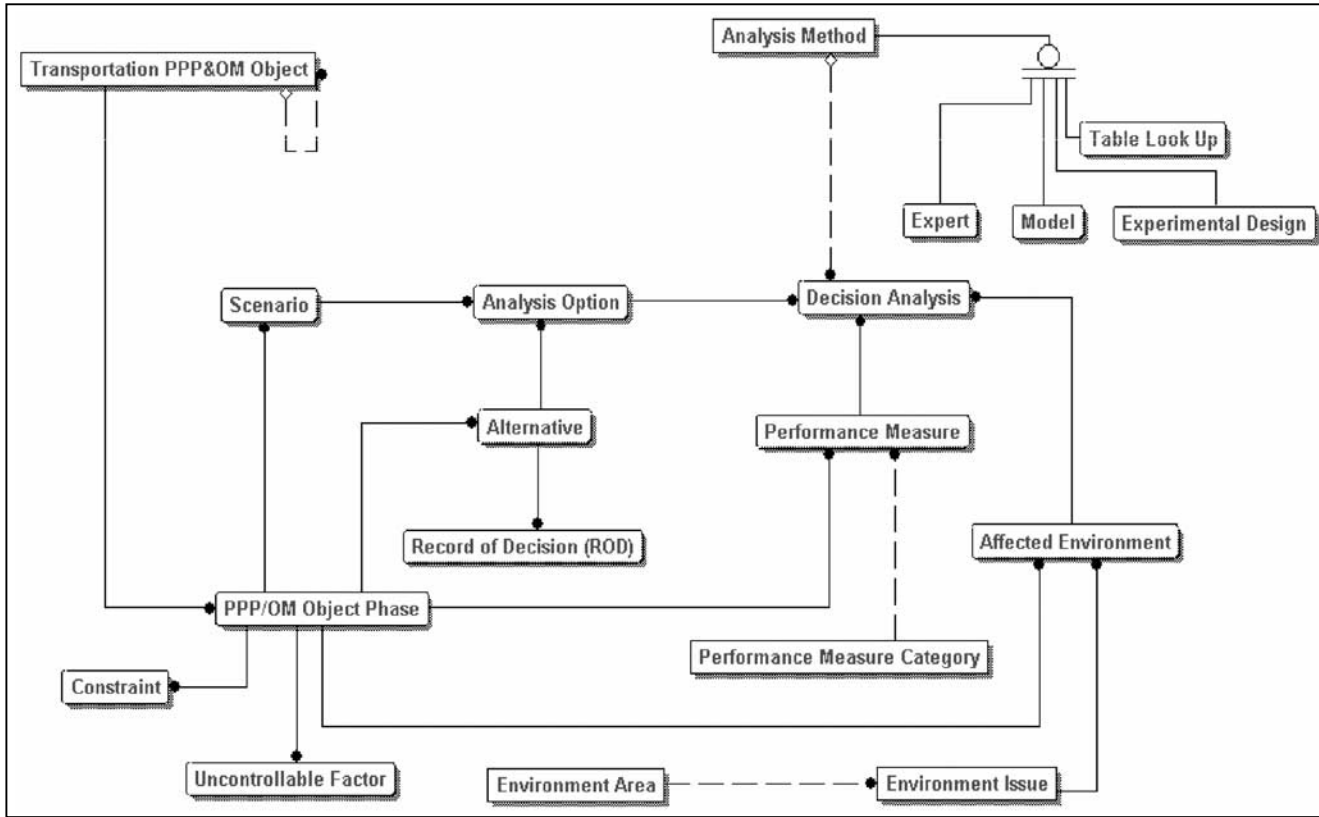 Analysis Method
Transportation PPP&OM Object
Table Look Up
Expert
Model
Experimental Design
Scenario
Analysis Option
Decision Analysis
Alternative
Performance Measure
Record of Decision (ROD)
Affected Environment
PPP/OM Object Phase
Performance Measure Category
Constraint
Uncontrollable Factor
Environment Area
Environment Issue